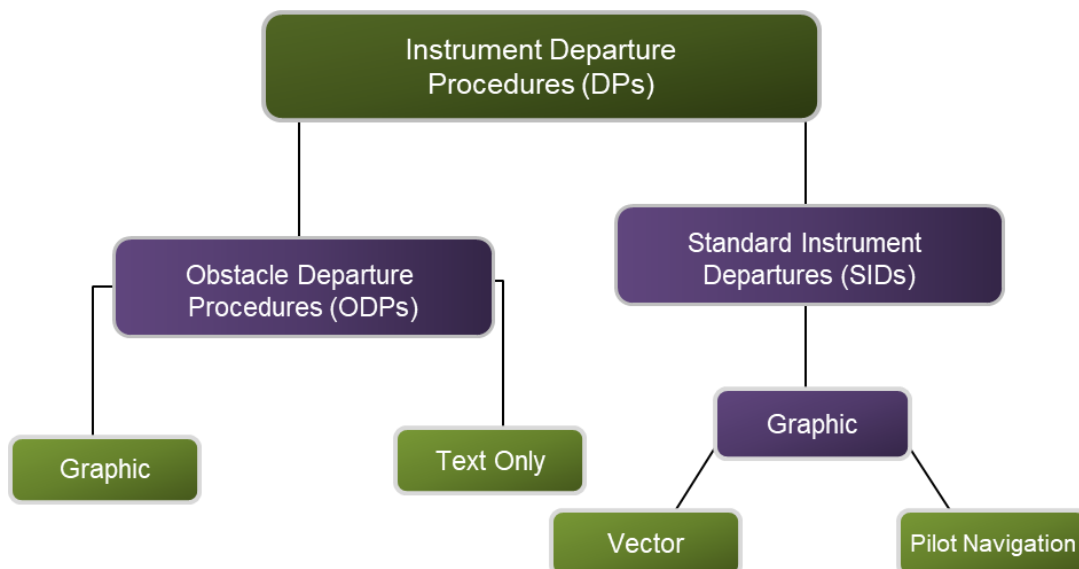 Instrument Departure
Procedures (DPs)
Standard Instrument
Departures (SIDs)
Obstacle Departure
Procedures (ODPs)
Graphic
Text Only
Graphic
Vector
Pilot Navigation